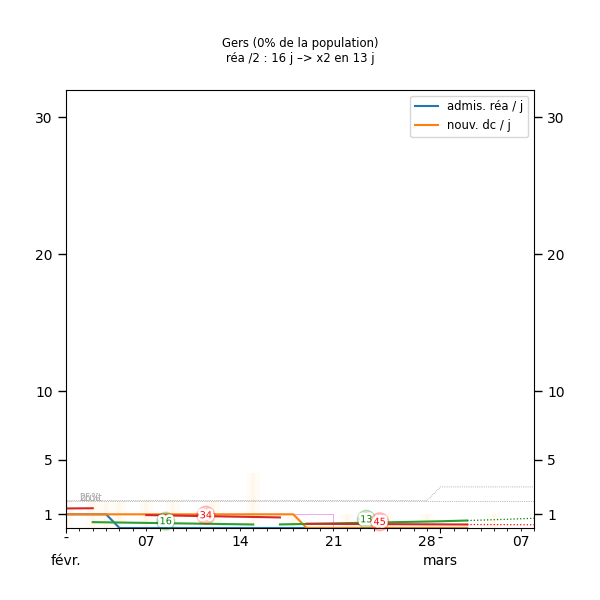 Gers (0% de la population)
réa /2 : 16 j –> x2 en 13 j
admis. réa / j
nouv. dc / j
30 30
20 20
10 10
5 5
1 1
16 34 13 45
- 07 14 21 28 - 07
févr. mars